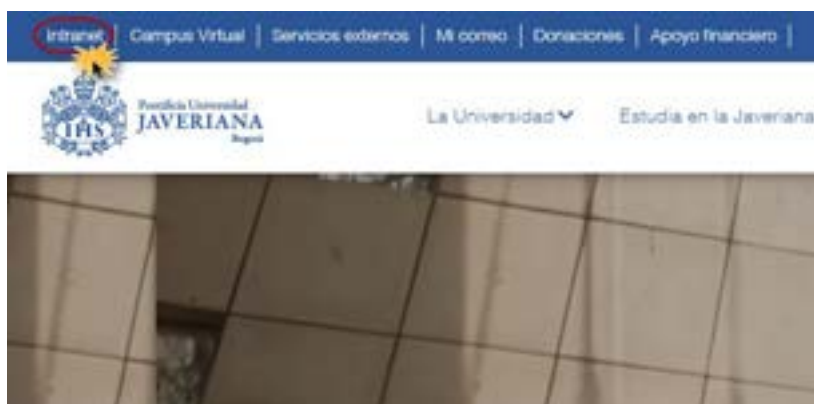 Intranet | Campus Virtual | Servicios externos | Mi correo | Donaciones | Apoyo financiero |
Pontificia Universidad
JAVERIANA
Bogotá
IHS
La Universidad Estudia en la Javeriana